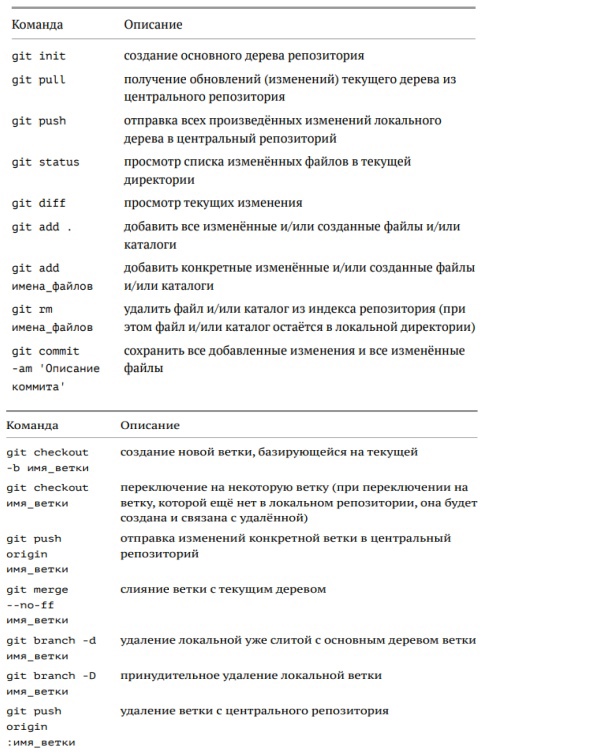 Команда Описание
git init создание основного дерева репозитория
git pull получение обновлений (изменений) текущего дерева из
центрального репозитория
git push отправка всех произведённых изменений локального
дерева в центральный репозиторий
git status просмотр списка изменённых файлов в текущей
директории
git diff просмотр текущих изменения
git add . добавить все изменённые и/или созданные файлы и/или
каталоги
git add добавить конкретные изменённые и/или созданные файлы
имена_файлов и/или каталоги
git rm удалить файл и/или каталог из индекса репозитория (при
имена_файлов этом файл и/или каталог остаётся в локальной директории)
git commit сохранить все добавленные изменения и все изменённые
-am 'Описание файлы
коммита'
Команда Описание
git checkout создание новой ветки, базирующейся на текущей
-b имя_ветки
git checkout переключение на некоторую ветку (при переключении на
имя_ветки ветку, которой ещё нет в локальном репозитории, она будет
создана и связана с удалённой)
git push отправка изменений конкретной ветки в центральный
origin репозиторий
имя_ветки
git merge слияние ветки с текущим деревом
--no-ff
имя_ветки
git branch -d удаление локальной уже слитой с основным деревом ветки
имя_ветки
git branch -D принудительное удаление локальной ветки
имя_ветки
git push удаление ветки с центрального репозитория
origin
:имя_ветки